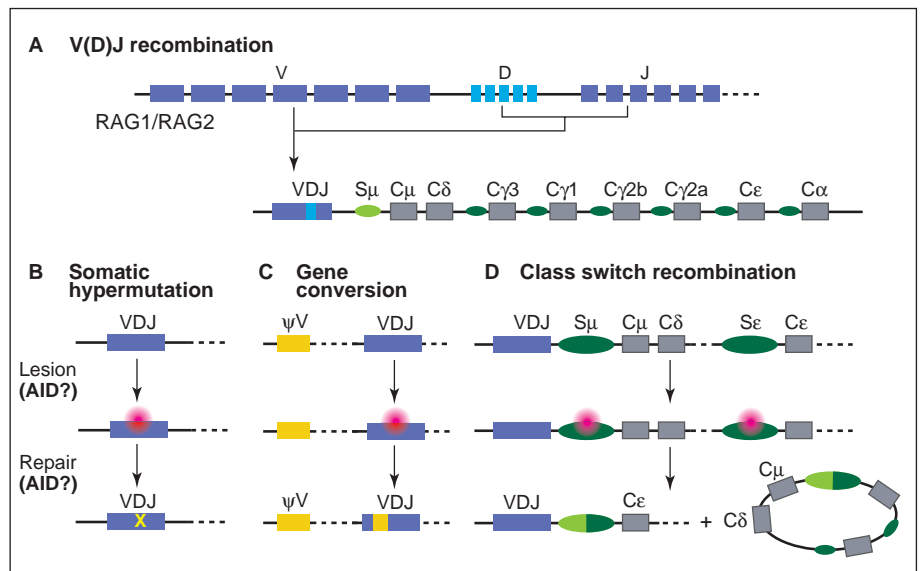 A V(D)J recombination
V D J
RAG1/RAG2
VDJ Sμ Cμ Cδ Cγ3 Cγ1 Cγ2b Cγ2a Cε Cα
B Somatic hypermutation
VDJ
Lesion
(AID?)
Repair
(AID?)
VDJ
X
C Gene conversion
ψV VDJ
ψV VDJ
D Class switch recombination
VDJ Sμ Cμ Cδ Sε Cε
VDJ Cε
+ Cδ Cμ